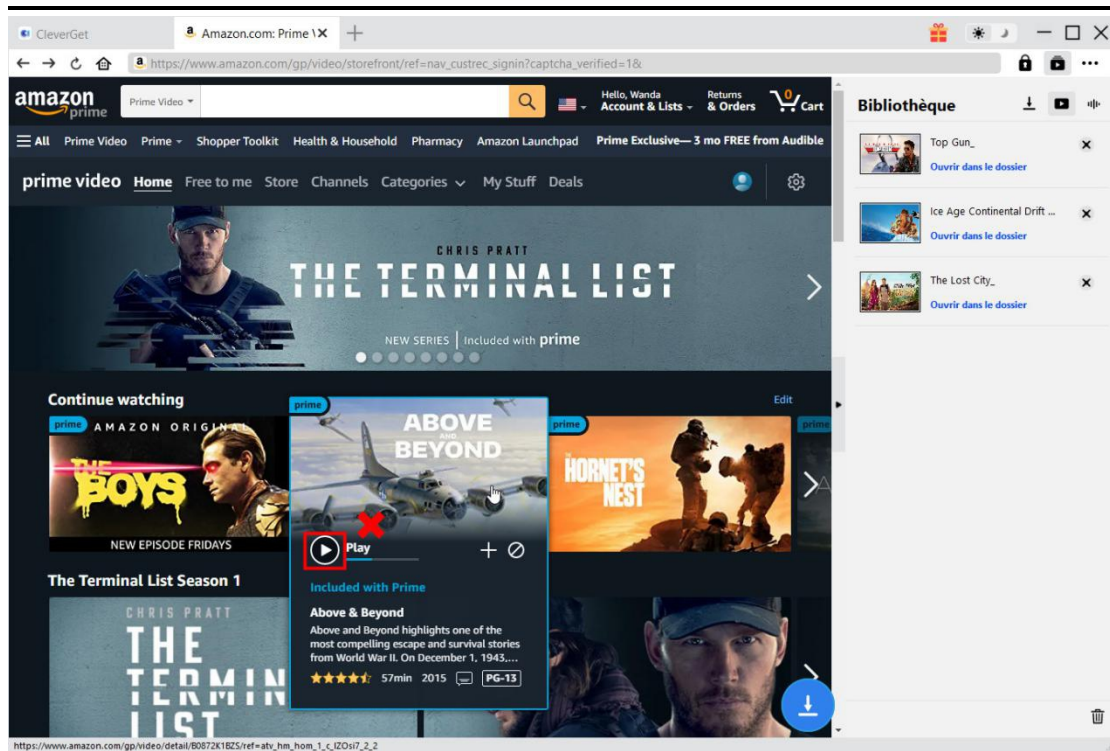 CleverGet
Amazon.com: Prime V
https://www.amazon.com/gp/video/storefront/ref=nav_custrec_signin?captcha_verified=1&
amazon prime
Prime Video
Hello, Wanda
Account & Lists
Returns
& Orders
0
Cart
All Prime Video Prime Shopper Toolkit Health & Household Pharmacy Amazon Launchpad Prime Exclusive— 3 mo FREE from Audible
prime video Home Free to me Store Channels Categories My Stuff Deals
CHRIS PRATT
THE TERMINAL LIST
NEW SERIES | Included with prime
Continue watching
Edit
prime
AMAZON ORIGINAL
THE BOYS
NEW EPISODE FRIDAYS
prime
ABOVE
AND
BEYOND
Play
Included with Prime
Above & Beyond
Above and Beyond highlights one of the
most compelling escape and survival stories
from World War II. On December 1, 1943,...
57min 2015 PG-13
prime
THE
HORNET'S
NEST
prime
The Terminal List Season 1
CHRIS PRATT
THE
TERMIN
LIST
Bibliothèque
Top Gun_
Ouvrir dans le dossier
Ice Age Continental Drift ...
Ouvrir dans le dossier
The Lost City_
Ouvrir dans le dossier
https://www.amazon.com/gp/video/detail/B0872K1BZS/ref=atv_hm_hom_1_c_lZOsi7_2_2